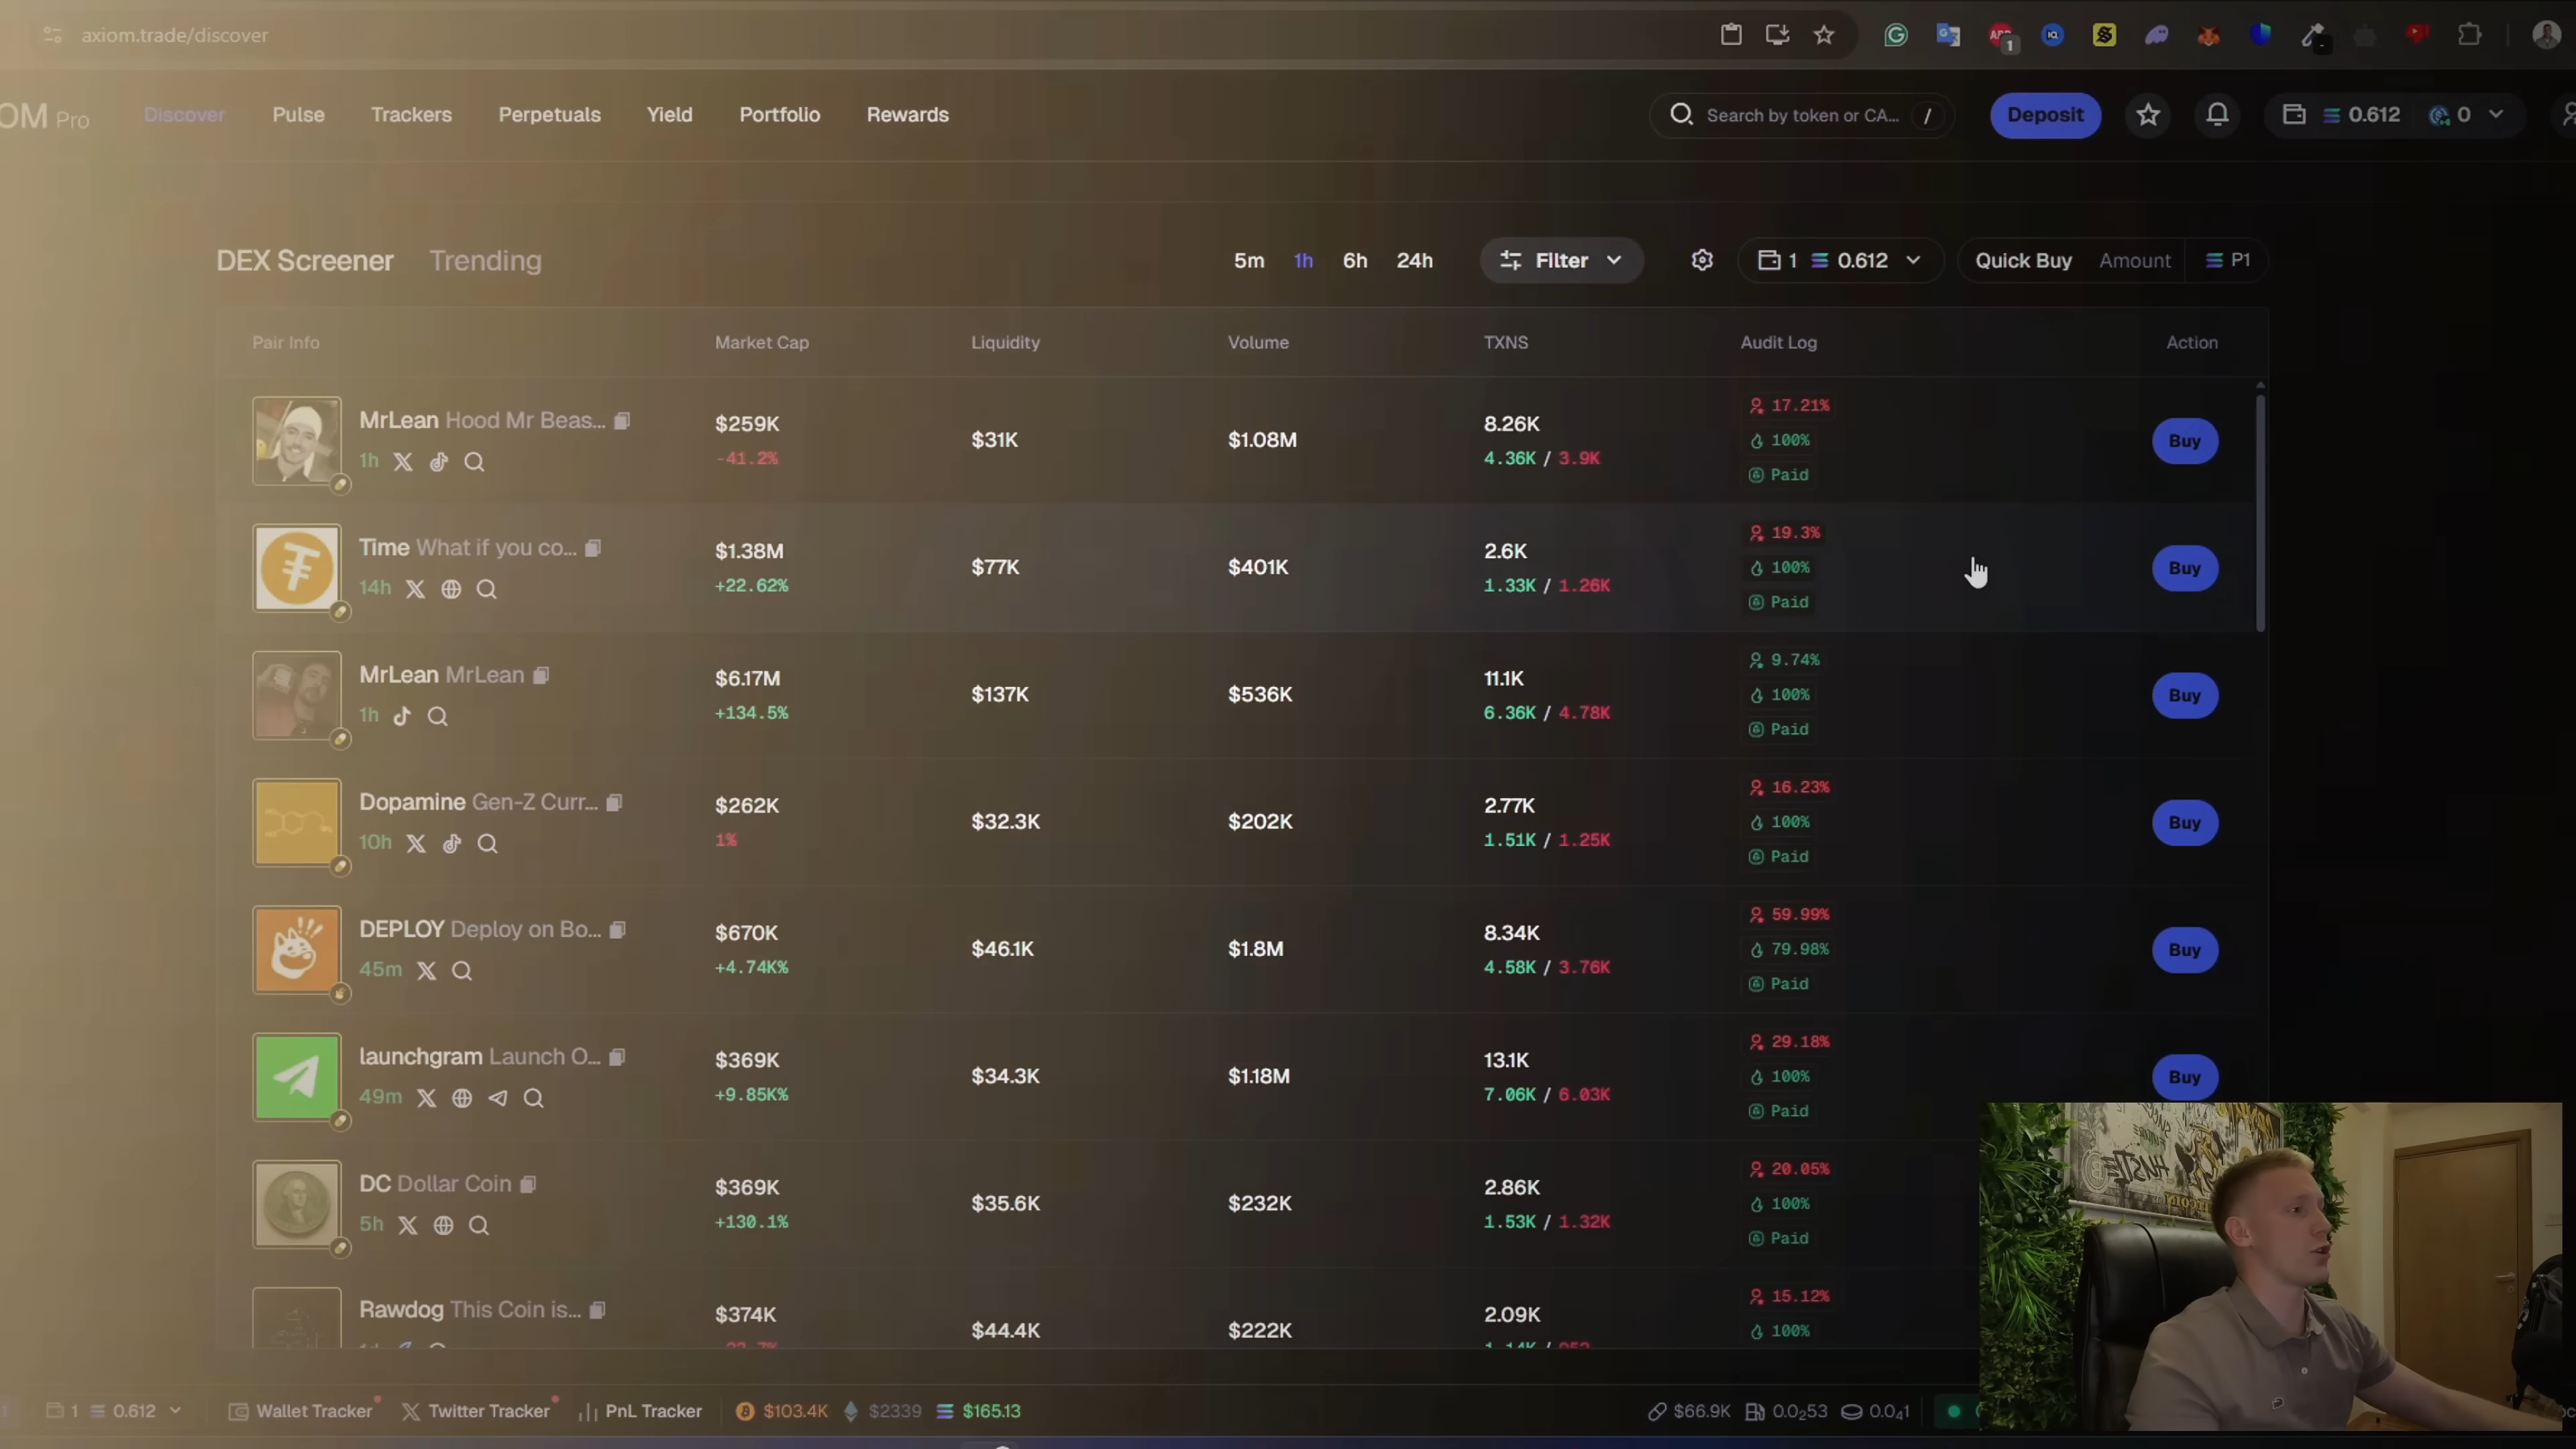 axiom.trade/discover
1
OM Pro
Discover Pulse Trackers Perpetuals Yield Portfolio Rewards
Search by token or CA... /
Deposit
0.612 0
DEX Screener Trending
5m 1h 6h 24h
Filter
1 0.612
Quick Buy Amount P1
Pair Info Market Cap Liquidity Volume TXNS Audit Log Action
MrLean Hood Mr Beas...
1h
$259K
-41.2%
$31K
$1.08M
8.26K
4.36K / 3.9K
17.21%
100%
Paid
Buy
Time What if you co...
14h
$1.38M
+22.62%
$77K
$401K
2.6K
1.33K / 1.26K
19.3%
100%
Paid
Buy
MrLean MrLean
1h
$6.17M
+134.5%
$137K
$536K
11.1K
6.36K / 4.78K
9.74%
100%
Paid
Buy
Dopamine Gen-Z Curr...
10h
$262K
1%
$32.3K
$202K
2.77K
1.51K / 1.25K
16.23%
100%
Paid
Buy
DEPLOY Deploy on Bo...
45m
$670K
+4.74K%
$46.1K
$1.8M
8.34K
4.58K / 3.76K
59.99%
79.98%
Paid
Buy
launchgram Launch O...
49m
$369K
+9.85K%
$34.3K
$1.18M
13.1K
7.06K / 6.03K
29.18%
100%
Paid
Buy
DC Dollar Coin
5h
$369K
+130.1%
$35.6K
$232K
2.86K
1.53K / 1.32K
20.05%
100%
Paid
Rawdog This Coin is...
$374K
$44.4K
$222K
2.09K
15.12%
100%
1 0.612
Wallet Tracker Twitter Tracker PnL Tracker
$103.4K $2339 $165.13
$66.9K 0.0₂53 0.0₄1